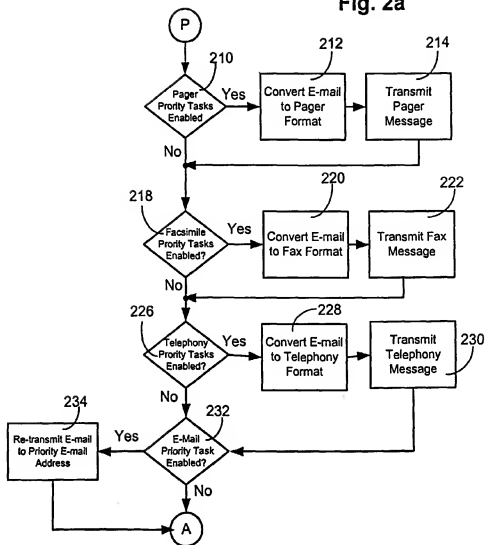 Fig. 2a
P
210
212
214
Pager
Prority Tasks
Enabled
Yes
Convert E-mail
to Pager
Format
Transmit
Pager
Message
No
218
220
222
Facsimile
Prority Tasks
Enabled?
Yes
Convert E-mail
to Fax Format
Transmit Fax
Message
No
226
228
230
Telephony
Prority Tasks
Enabled?
Yes
Convert E-mail
to Telephony
Format
Transmit
Telephony
Message
No
234
232
Re-transmit E-mail
to Priority E-mail
Address
Yes
E-Mail
Priority Task
Enabled?
No
A